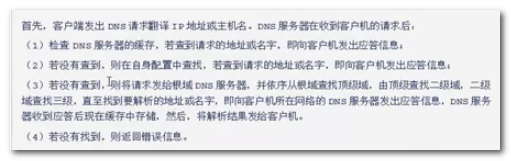 首先，客户端发出 DNS 请求翻译 IP 地址或主机名。DNS 服务器在收到客户机的请求后：
（1）检查 DNS 服务器的缓存，若查到请求的地址或名字，即向客户机发出应答信息；
（2）若没有查到，则在自身配置中查找，若查到请求的地址或名字，即向客户机发出应答信息；
（3）若没有查到，则将请求发给根域 DNS 服务器，并依序从根域查找顶级域，由顶级查找二级域，二级
域查找三级，直至找到要解析的地址或名字，即向客户机所在网络的 DNS 服务器发出应答信息，DNS 服务
器收到应答后现在缓存中存储，然后，将解析结果发给客户机。
（4）若没有找到，则返回错误信息。